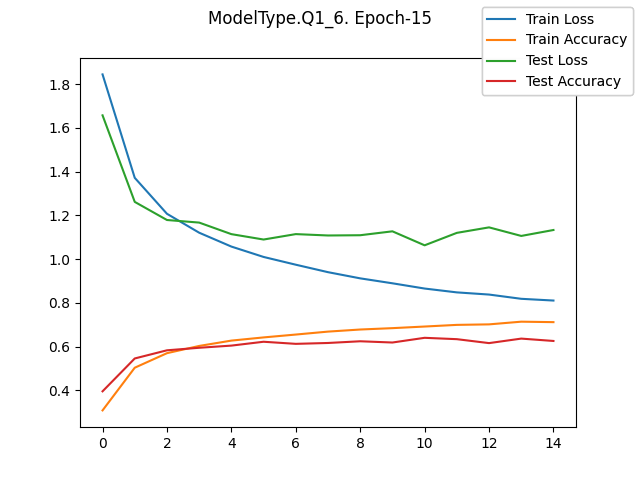 ModelType.Q1_6. Epoch-15
Train Loss
Train Accuracy
Test Loss
Test Accuracy
1.8
1.6
1.4
1.2
1.0
0.8
0.6
0.4
0 2 4 6 8 10 12 14